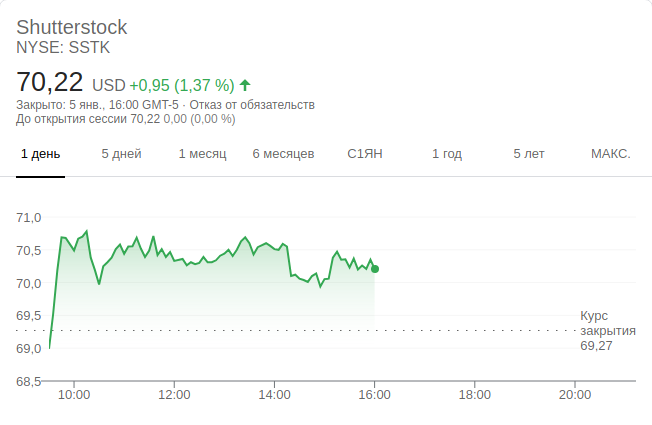 Shutterstock
NYSE: SSTK
70,22 USD +0,95 (1,37 %)
Закрыто: 5 янв., 16:00 GMT-5 · Отказ от обязательств
До открытия сессии 70,22 0,00 (0,00 %)
1 день 5 дней 1 месяц 6 месяцев С1ЯН 1 год 5 лет МАКС.
71,0
70,5
70,0
69,5
Курс
закрытия
69,27
69,0
68,5
10:00 12:00 14:00 16:00 18:00 20:00